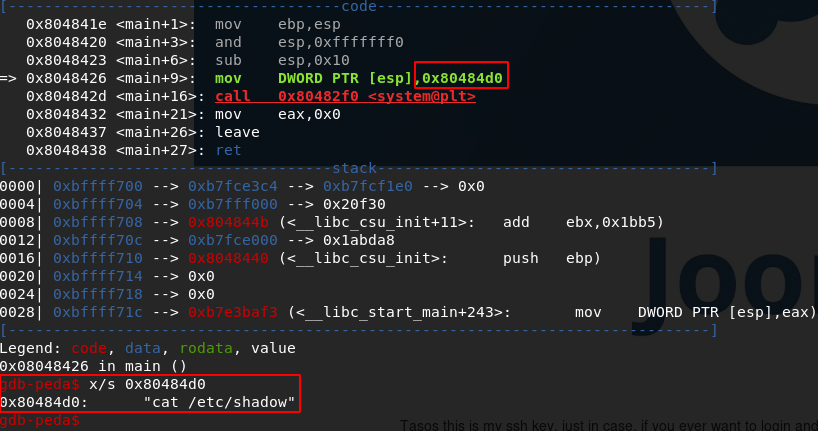 [-------------------------------------code-------------------------------------]
0x804841e <main+1>: mov ebp,esp
0x8048420 <main+3>: and esp,0xfffffff0
0x8048423 <main+6>: sub esp,0x10
=> 0x8048426 <main+9>: mov DWORD PTR [esp],0x80484d0
0x804842d <main+16>: call 0x80482f0 <system@plt>
0x8048432 <main+21>: mov eax,0x0
0x8048437 <main+26>: leave
0x8048438 <main+27>: ret
[------------------------------------stack-------------------------------------]
0000| 0xbffff700 --> 0xb7fce3c4 --> 0xb7fcf1e0 --> 0x0
0004| 0xbffff704 --> 0xb7fff000 --> 0x20f30
0008| 0xbffff708 --> 0x804844b (<__libc_csu_init+11>: add ebx,0x1bb5)
0012| 0xbffff70c --> 0xb7fce000 --> 0x1abda8
0016| 0xbffff710 --> 0x8048440 (<__libc_csu_init>: push ebp)
0020| 0xbffff714 --> 0x0
0024| 0xbffff718 --> 0x0
0028| 0xbffff71c --> 0xb7e3baf3 (<__libc_start_main+243>: mov DWORD PTR [esp],eax)
[------------------------------------------------------------------------------]
Legend: code, data, rodata, value
0x08048426 in main ()
gdb-peda$ x/s 0x80484d0
0x80484d0: "cat /etc/shadow"
gdb-peda$
Joo
Tasos this is my ssh key, just in case, if you ever want to login and